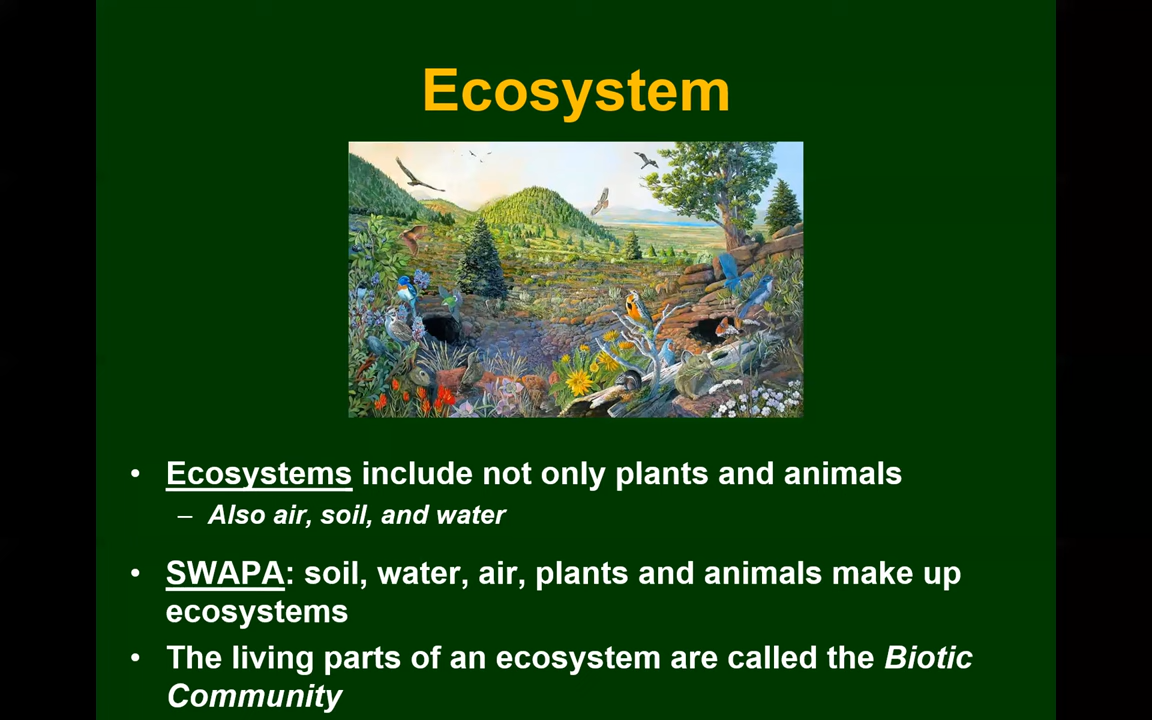 Ecosystem
• Ecosystems include not only plants and animals
– Also air, soil, and water
• SWAPA: soil, water, air, plants and animals make up
ecosystems
• The living parts of an ecosystem are called the Biotic
Community